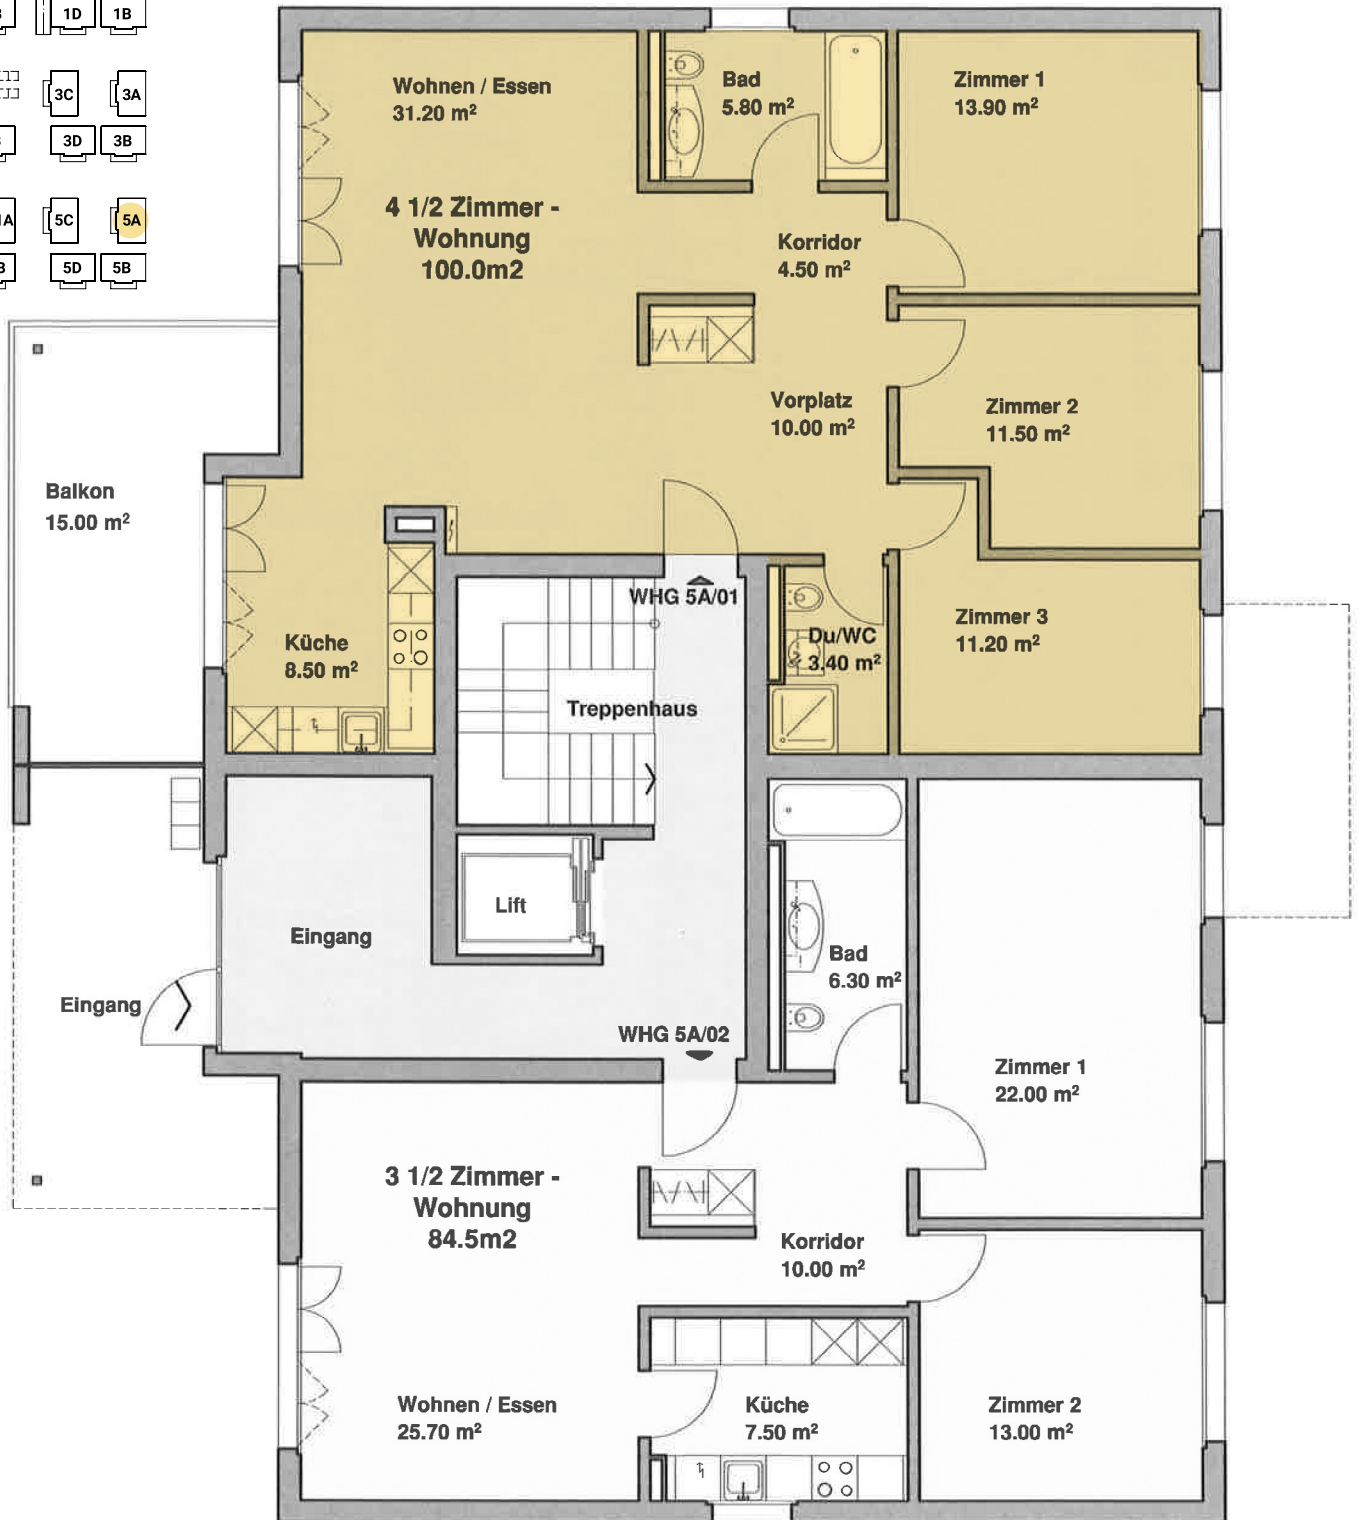 1D 1B
3C 3A
3D 3B
5C 5A
5D 5B
Wohnen / Essen
31.20 m²
Bad
5.80 m²
Zimmer 1
13.90 m²
4 1/2 Zimmer -
Wohnung
100.0m2
Korridor
4.50 m²
Vorplatz
10.00 m²
Zimmer 2
11.50 m²
Balkon
15.00 m²
Küche
8.50 m²
WHG 5A/01
Treppenhaus
Du/WC
3.40 m²
Zimmer 3
11.20 m²
Lift
Eingang
Eingang
Bad
6.30 m²
WHG 5A/02
Zimmer 1
22.00 m²
3 1/2 Zimmer -
Wohnung
84.5m2
Korridor
10.00 m²
Wohnen / Essen
25.70 m²
Küche
7.50 m²
Zimmer 2
13.00 m²